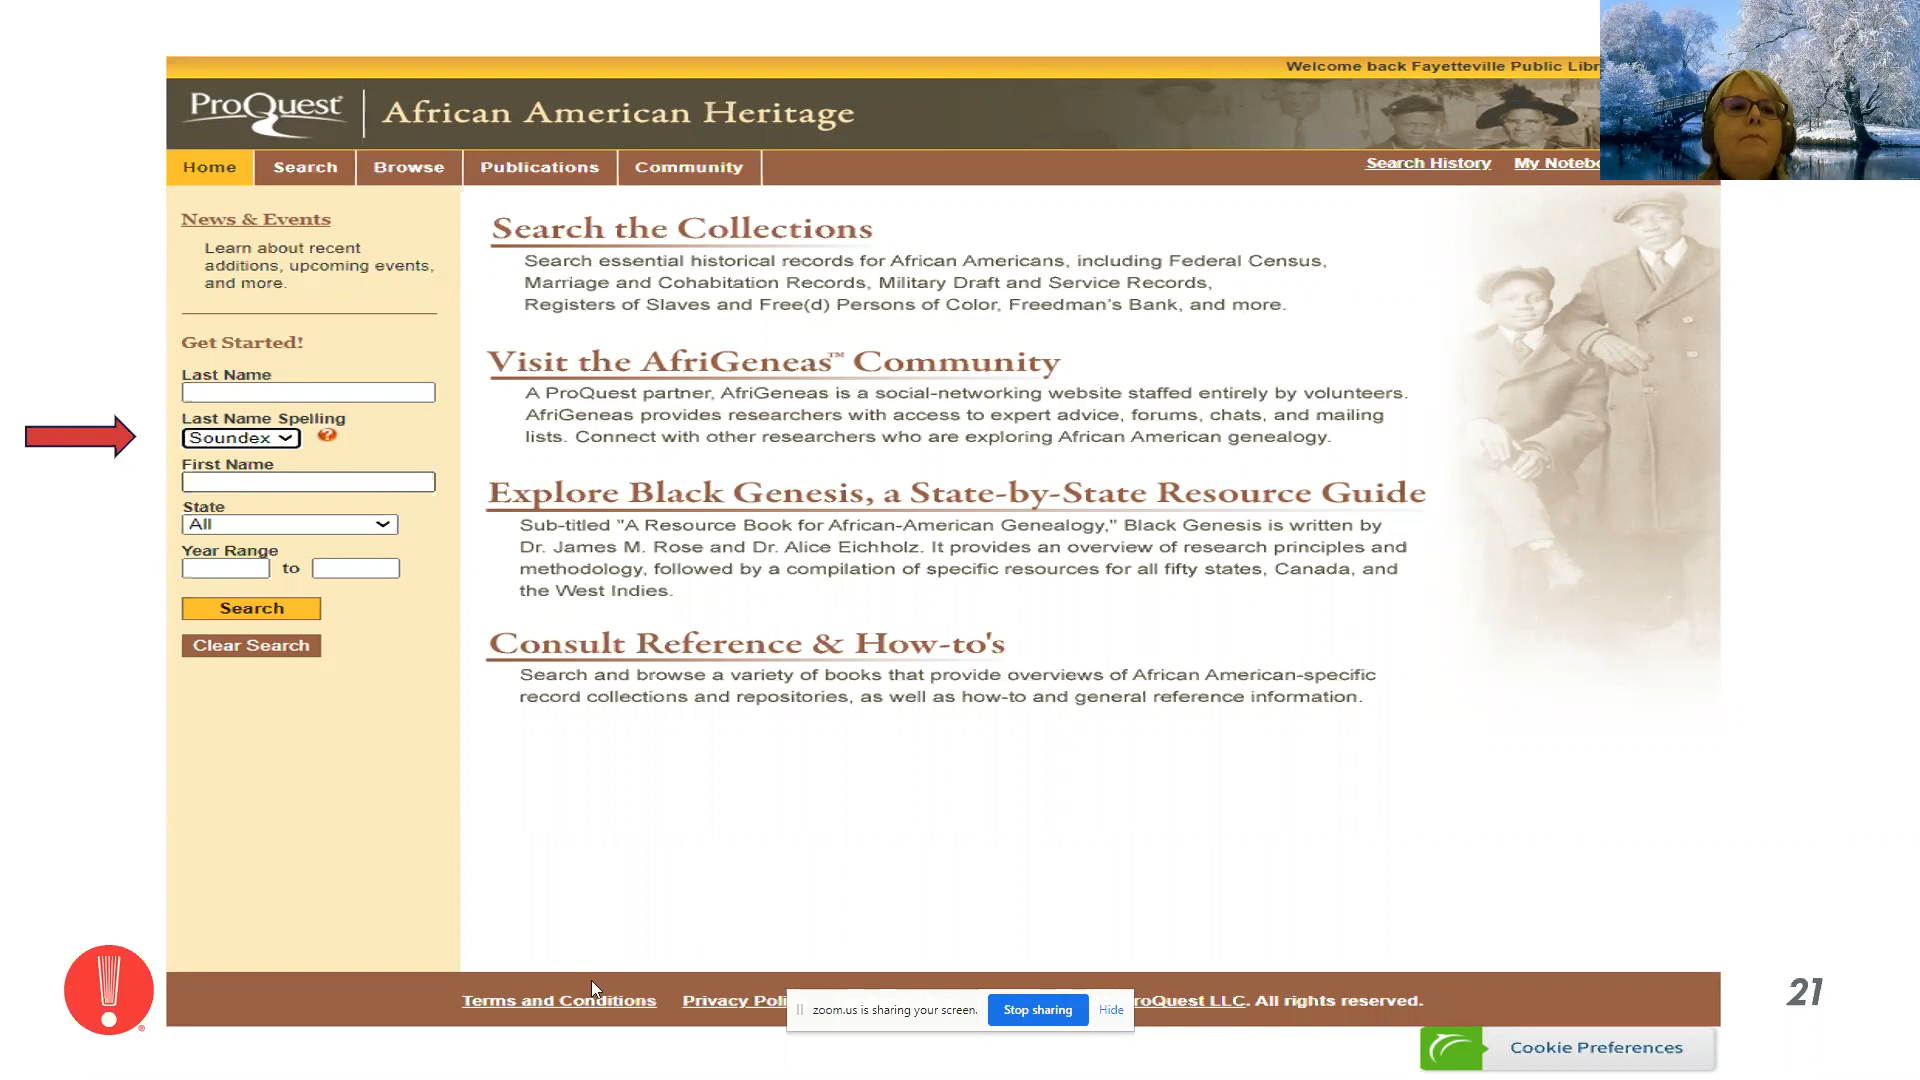 Welcome back Fayetteville Public
ProQuest African American Heritage
Home Search Browse Publications Community
Search History My
News & Events
Learn about recent
additions, upcoming events,
and more.
Get Started!
Last Name
Last Name Spelling
Soundex
?
First Name
State
All
Year Range
to
Search
Clear Search
Search the Collections
Search essential historical records for African Americans, including Federal Census,
Marriage and Cohabitation Records, Military Draft and Service Records,
Registers of Slaves and Free(d) Persons of Color, Freedman's Bank, and more.
Visit the AfriGeneas™ Community
A ProQuest partner, AfriGeneas is a social-networking website staffed entirely by volunteers.
AfriGeneas provides researchers with access to expert advice, forums, chats, and mailing
lists. Connect with other researchers who are exploring African American genealogy.
Explore Black Genesis, a State-by-State Resource Guide
Sub-titled "A Resource Book for African-American Genealogy," Black Genesis is written by
Dr. James M. Rose and Dr. Alice Eichholz. It provides an overview of research principles and
methodology, followed by a compilation of specific resources for all fifty states, Canada, and
the West Indies.
Consult Reference & How-to's
Search and browse a variety of books that provide overviews of African American-specific
record collections and repositories, as well as how-to and general reference information.
Terms and Conditions Privacy LLC. All rights reserved.
zoom.us is sharing your screen. Stop sharing Hide
21
Cookie Preferences